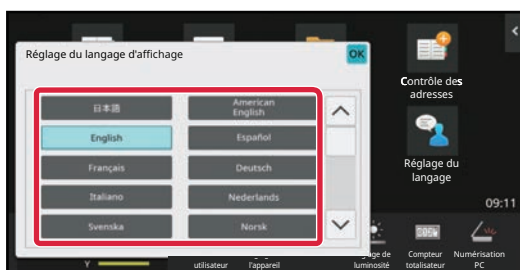 Réglage du langage d'affichage
OK
日本語
American
English
English
Español
Français
Deutsch
Italiano
Nederlands
Svenska
Norsk
Contrôle des
adresses
Réglage du
langage
09:11
Y
utilisateur
l'appareil
de
luminosité
Compteur
totalisateur
Numérisation
PC